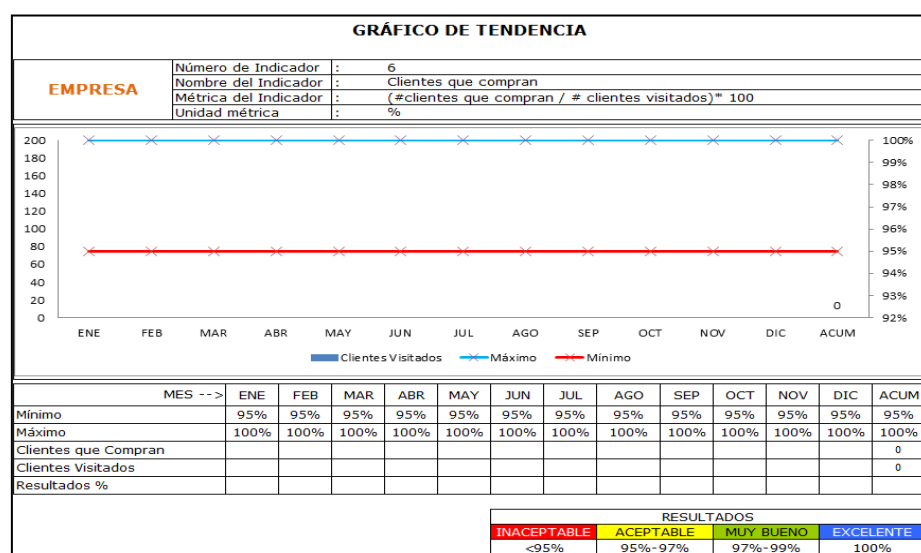 GRÁFICO DE TENDENCIA
EMPRESA
Número de Indicador : 6
Nombre del Indicador : Clientes que compran
Métrica del Indicador : (#clientes que compran / # clientes visitados)* 100
Unidad métrica : %
200 100%
180 99%
160 98%
140 97%
120 96%
100 95%
80 94%
60 93%
40 92%
20
0
0
ENE FEB MAR ABR MAY JUN JUL AGO SEP OCT NOV DIC ACUM
Clientes Visitados Máximo Mínimo
MES --> ENE FEB MAR ABR MAY JUN JUL AGO SEP OCT NOV DIC ACUM
Mínimo 95% 95% 95% 95% 95% 95% 95% 95% 95% 95% 95% 95% 95%
Máximo 100% 100% 100% 100% 100% 100% 100% 100% 100% 100% 100% 100% 100%
Clientes que Compran 0
Clientes Visitados 0
Resultados %
RESULTADOS
INACEPTABLE ACEPTABLE MUY BUENO EXCELENTE
<95% 95%-97% 97%-99% 100%